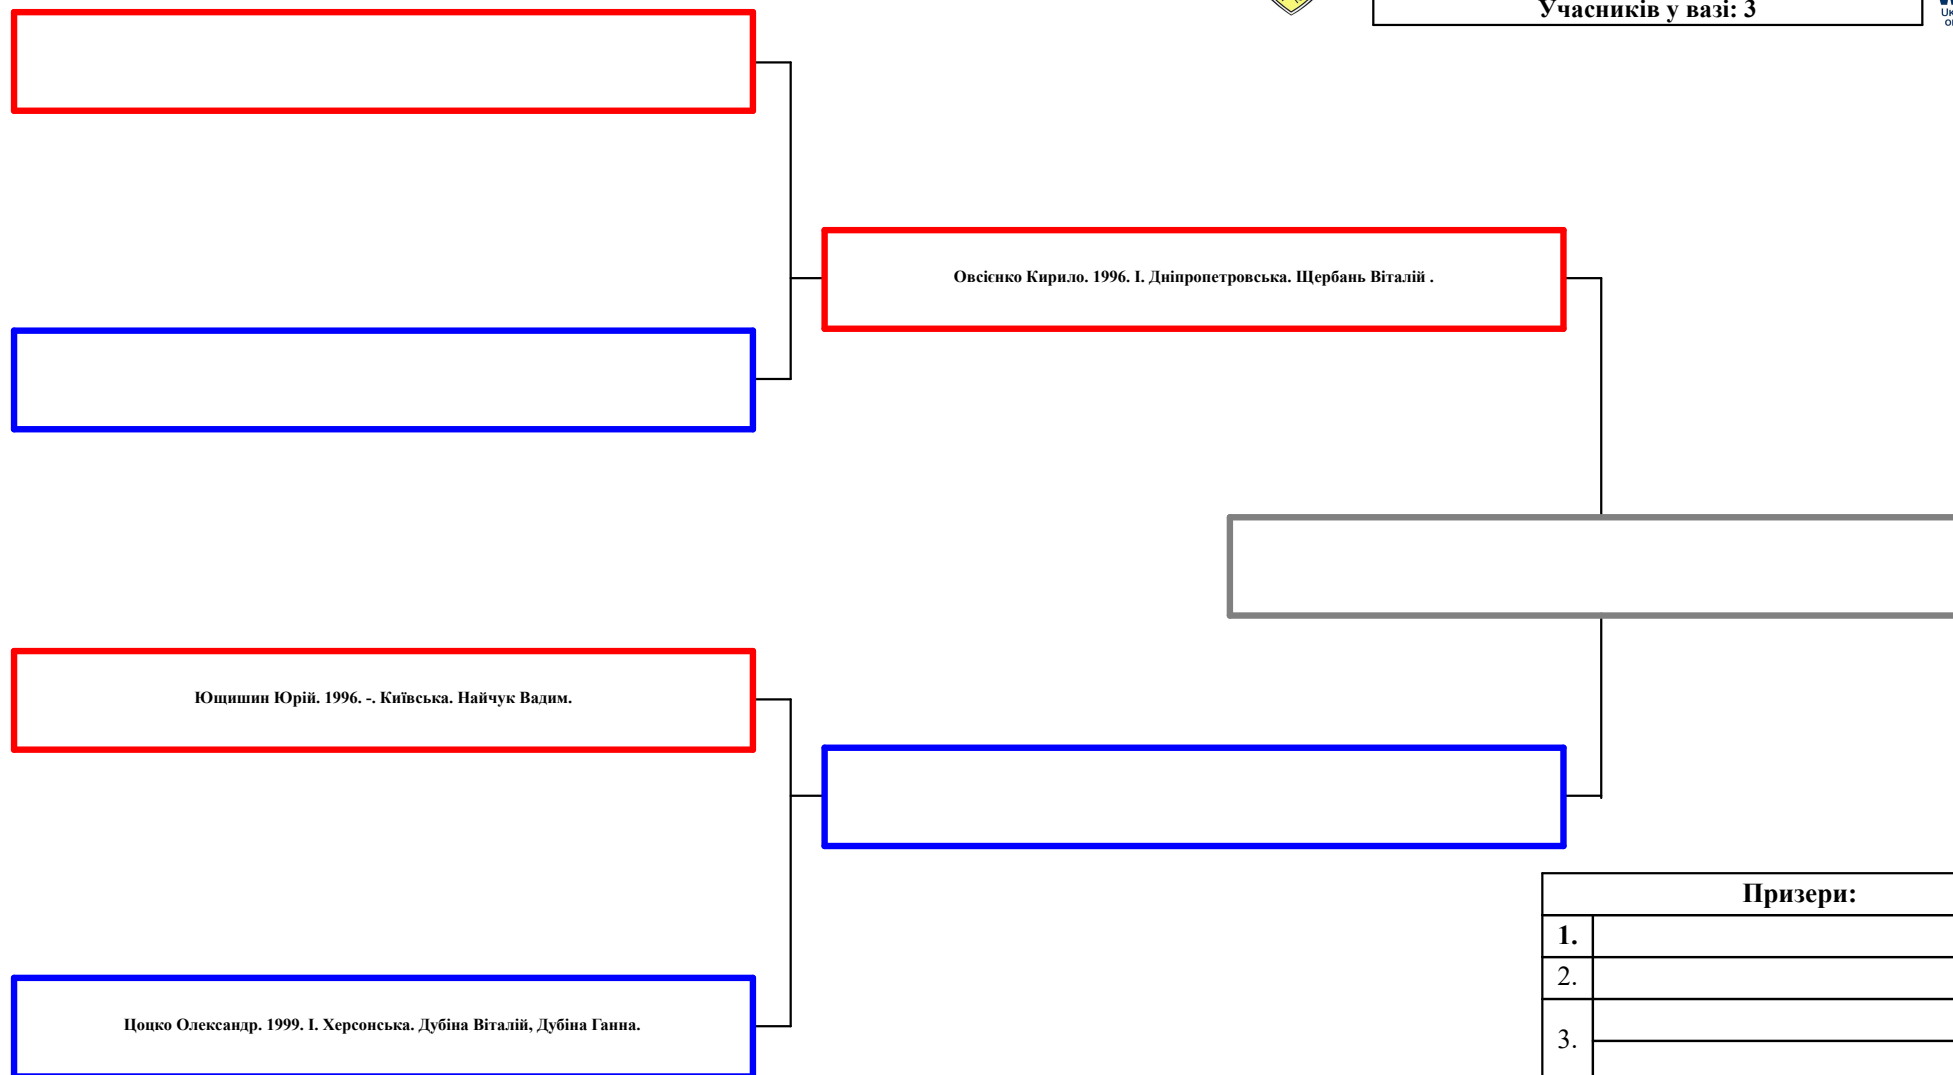 Учасників у вазі: 3
Овсієнко Кирило. 1996. І. Дніпропетровська. Щербань Віталій .
Ющишин Юрій. 1996. -. Київська. Найчук Вадим.
Цоцко Олександр. 1999. І. Херсонська. Дубіна Віталій, Дубіна Ганна.
Призери:
1.
2.
3.